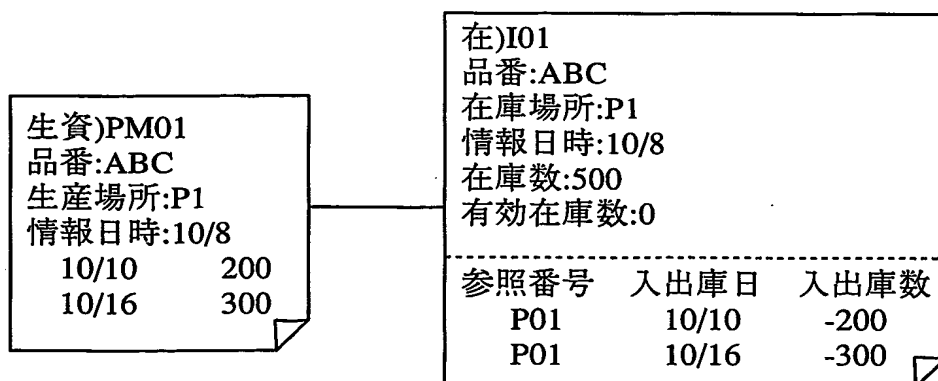 生資)PM01
品番:ABC
生産場所:P1
情報日時:10/8
10/10 200
10/16 300
在)I01
品番:ABC
在庫場所:P1
情報日時:10/8
在庫数:500
有効在庫数:0
参照番号 入出庫日 入出庫数
P01 10/10 -200
P01 10/16 -300